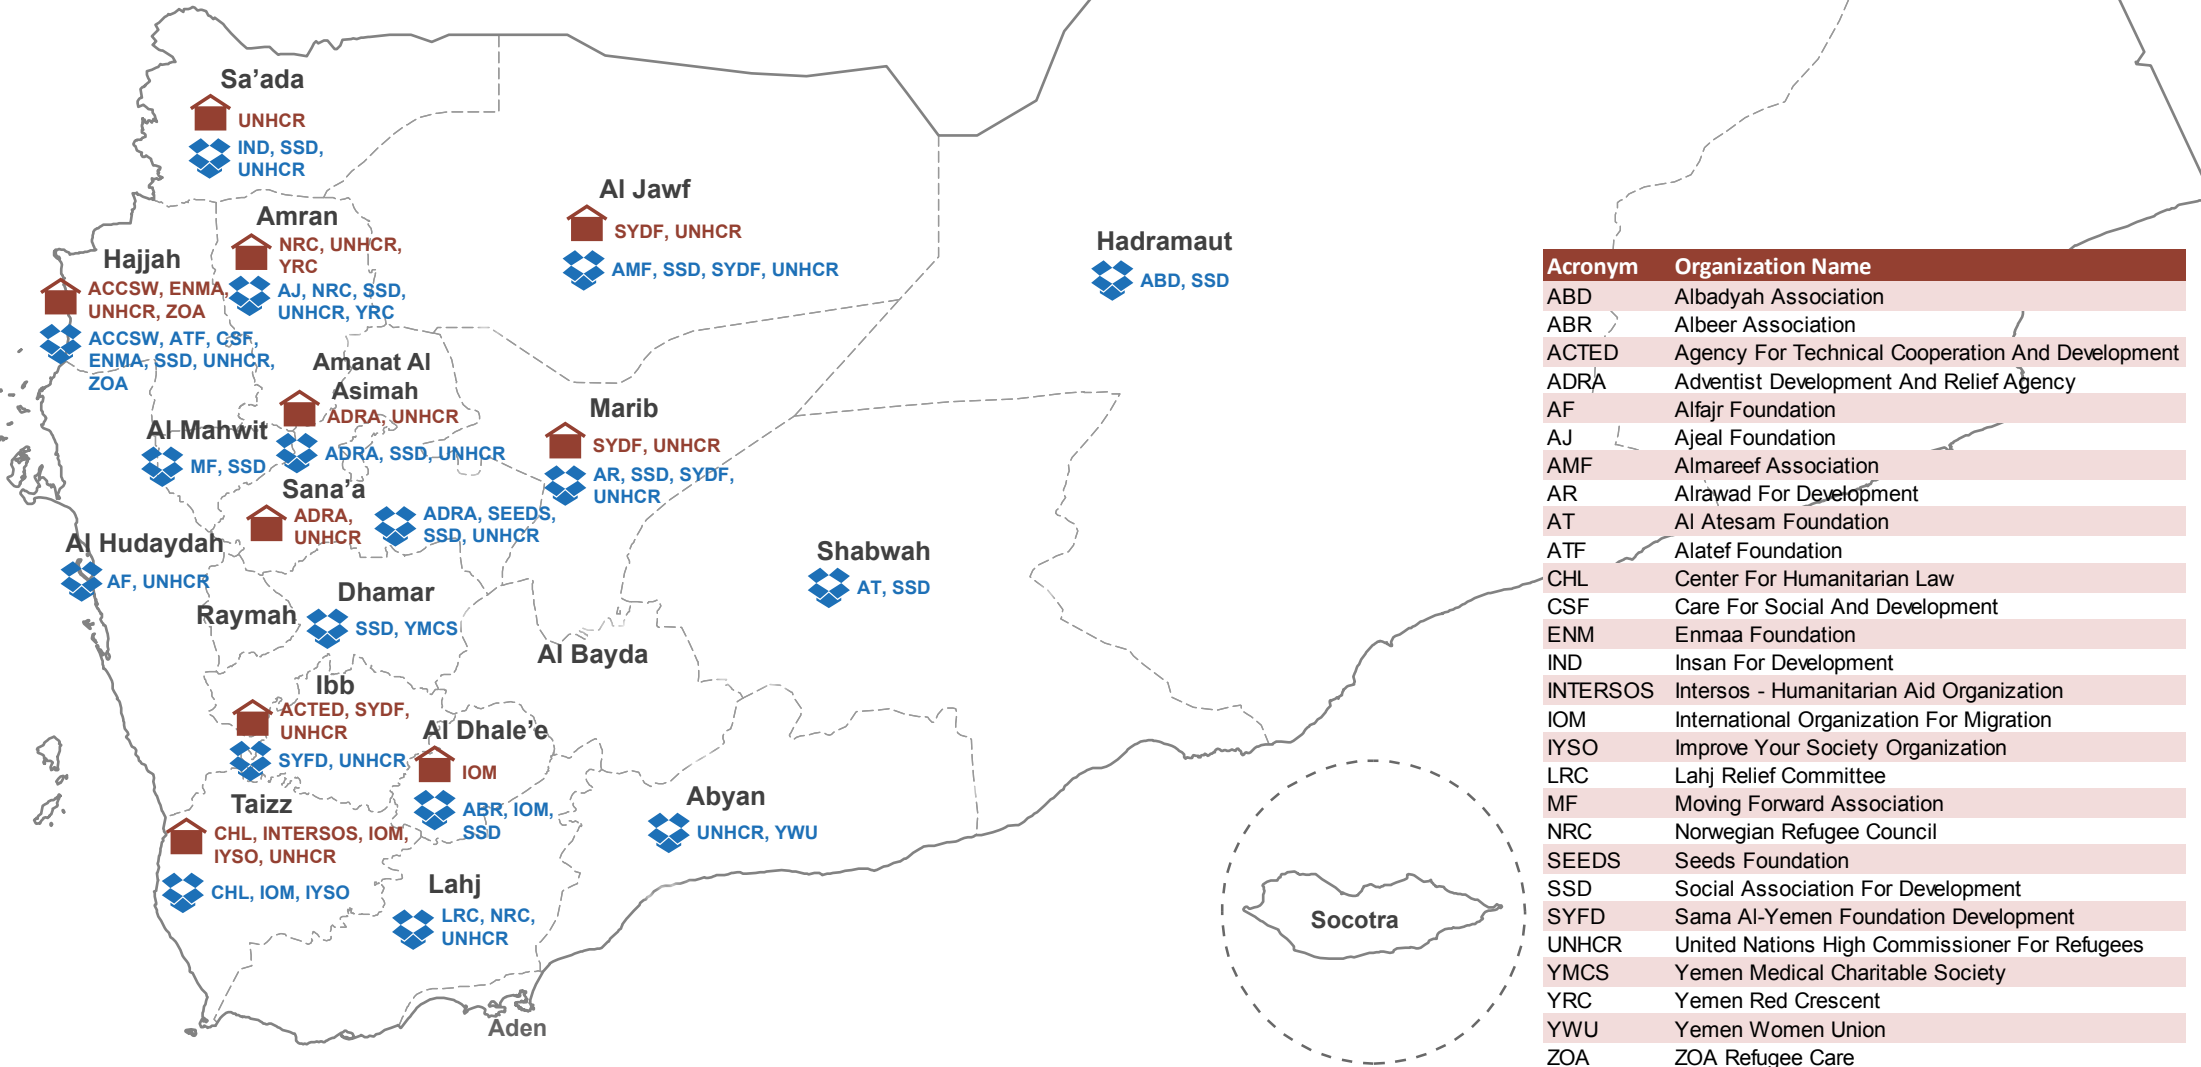 Sa'ada
UNHCR
IND, SSD,
UNHCR
Amran
NRC, UNHCR,
YRC
AJ, NRC, SSD,
UNHCR, YRC
Hajjah
ACCSW, ENMA,
UNHCR, ZOA
ACCSW, ATF, CSF,
ENMA, SSD, UNHCR,
ZOA
Al Jawf
SYDF, UNHCR
AMF, SSD, SYDF, UNHCR
Hadramaut
ABD, SSD
Amanat Al
Asimah
ADRA, UNHCR
ADRA, SSD, UNHCR
Al Mahwit
MF, SSD
Marib
SYDF, UNHCR
AR, SSD, SYDF,
UNHCR
Sana'a
ADRA,
UNHCR
ADRA, SEEDS,
SSD, UNHCR
Al Hudaydah
AF, UNHCR
Shabwah
AT, SSD
Dhamar
SSD, YMCS
Raymah
Al Bayda
Ibb
ACTED, SYDF,
UNHCR
SYFD, UNHCR
Al Dhale'e
IOM
ABR, IOM,
SSD
Taizz
CHL, INTERSOS, IOM,
IYSO, UNHCR
CHL, IOM, IYSO
Abyan
UNHCR, YWU
Lahj
LRC, NRC,
UNHCR
Aden
Socotra
Acronym Organization Name
ABD Albadyah Association
ABR Albeer Association
ACTED Agency For Technical Cooperation And Development
ADRA Adventist Development And Relief Agency
AF Alfajr Foundation
AJ Ajeal Foundation
AMF Almareef Association
AR Alrawad For Development
AT Al Atesam Foundation
ATF Alatef Foundation
CHL Center For Humanitarian Law
CSF Care For Social And Development
ENM Enmaa Foundation
IND Insan For Development
INTERSOS Intersos - Humanitarian Aid Organization
IOM International Organization For Migration
IYSO Improve Your Society Organization
LRC Lahj Relief Committee
MF Moving Forward Association
NRC Norwegian Refugee Council
SEEDS Seeds Foundation
SSD Social Association For Development
SYFD Sama Al-Yemen Foundation Development
UNHCR United Nations High Commissioner For Refugees
YMCS Yemen Medical Charitable Society
YRC Yemen Red Crescent
YWU Yemen Women Union
ZOA ZOA Refugee Care